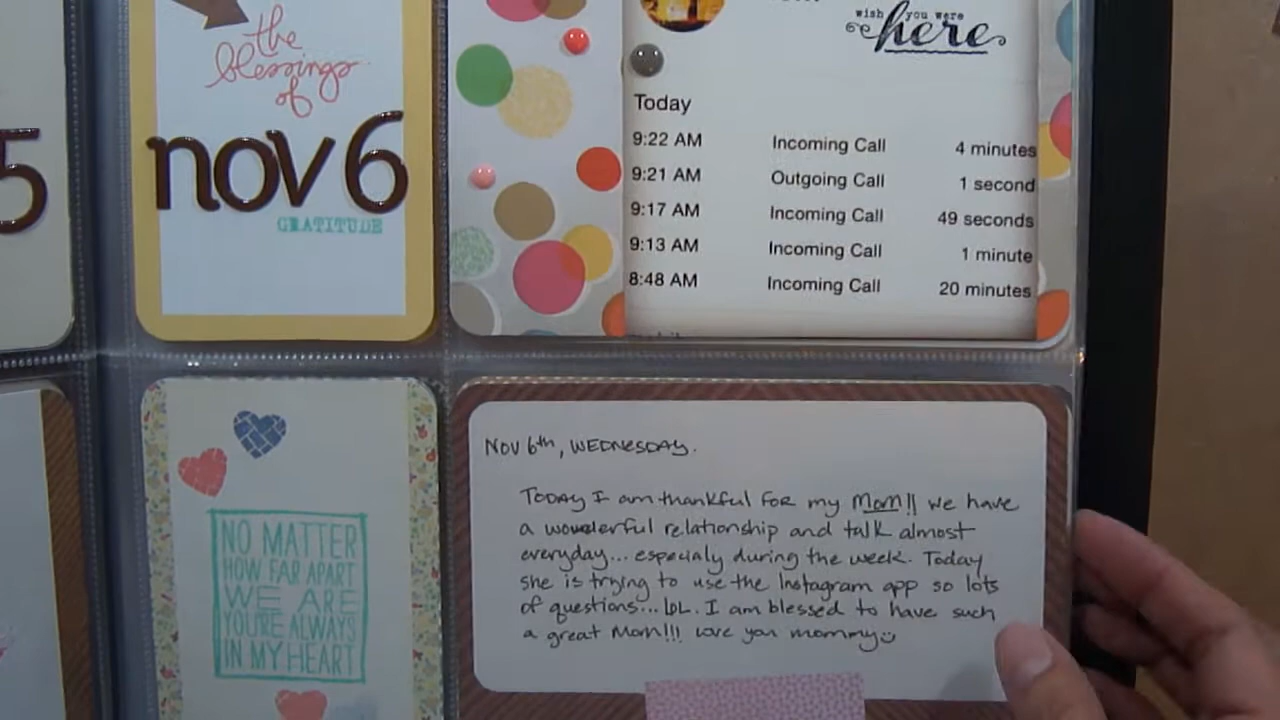 the
blessings
of
nov 6
GRATITUDE
5
wish you were
here
Today
9:22 AM Incoming Call 4 minutes
9:21 AM Outgoing Call 1 second
9:17 AM Incoming Call 49 seconds
9:13 AM Incoming Call 1 minute
8:48 AM Incoming Call 20 minutes
NO MATTER
HOW FAR APART
WE ARE
YOU'RE ALWAYS
IN MY HEART
NOV 6th, WEDNESDAY.
TODAY I am thankful for my Mom!! we have
a wonderful relationship and talk almost
everyday... especialy during the week. Today
she is trying to use the Instagram app so lots
of questions... LOL. I am blessed to have such
a great Mom!!! Love you mommy